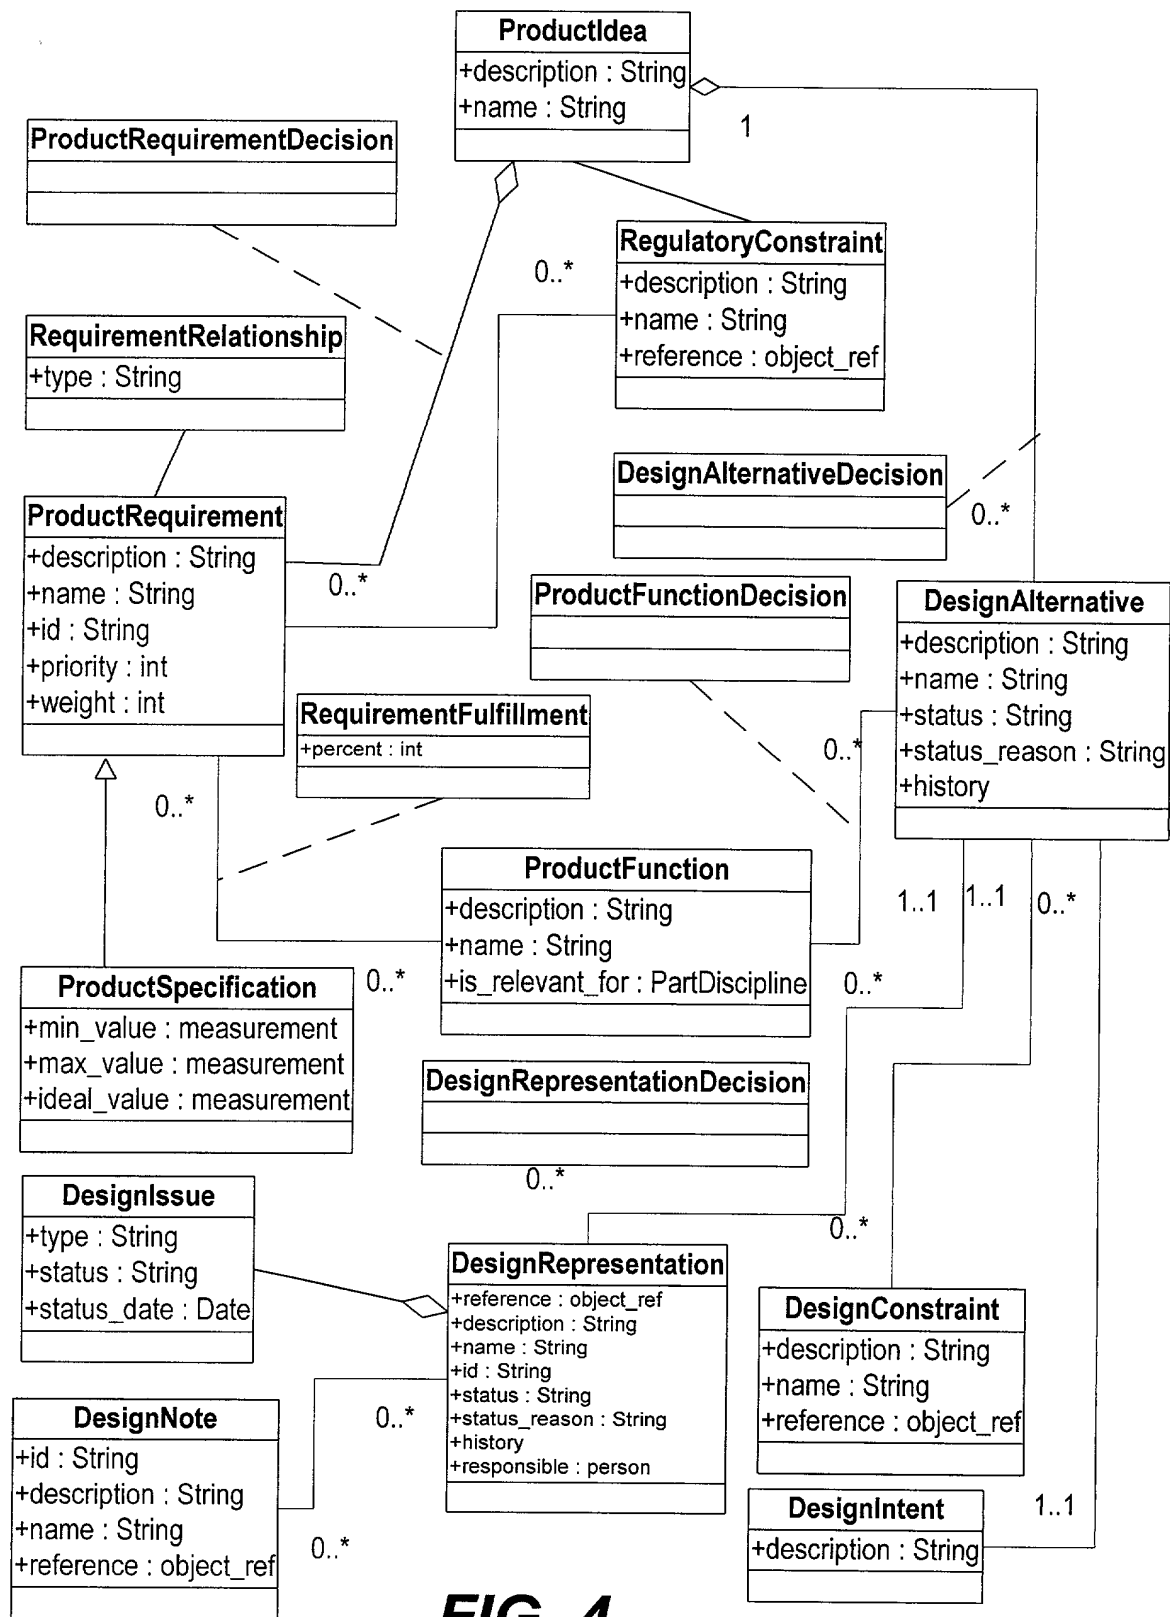 ProductIdea
+description : String
+name : String
1
ProductRequirementDecision
RegulatoryConstraint
+description : String
+name : String
+reference : object_ref
0..*
RequirementRelationship
+type : String
DesignAlternativeDecision
0..*
ProductRequirement
+description : String
+name : String
+id : String
+priority : int
+weight : int
0..*
ProductFunctionDecision
DesignAlternative
+description : String
+name : String
+status : String
+status_reason : String
+history
RequirementFulfillment
+percent : int
0..*
0..*
ProductFunction
+description : String
+name : String
+is_relevant_for : PartDiscipline
1..1
1..1
0..*
ProductSpecification
+min_value : measurement
+max_value : measurement
+ideal_value : measurement
0..*
0..*
DesignRepresentationDecision
0..*
DesignIssue
+type : String
+status : String
+status_date : Date
0..*
DesignRepresentation
+reference : object_ref
+description : String
+name : String
+id : String
+status : String
+status_reason : String
+history
+responsible : person
DesignConstraint
+description : String
+name : String
+reference : object_ref
DesignNote
+id : String
+description : String
+name : String
+reference : object_ref
0..*
0..*
DesignIntent
+description : String
1..1
FIG. 4